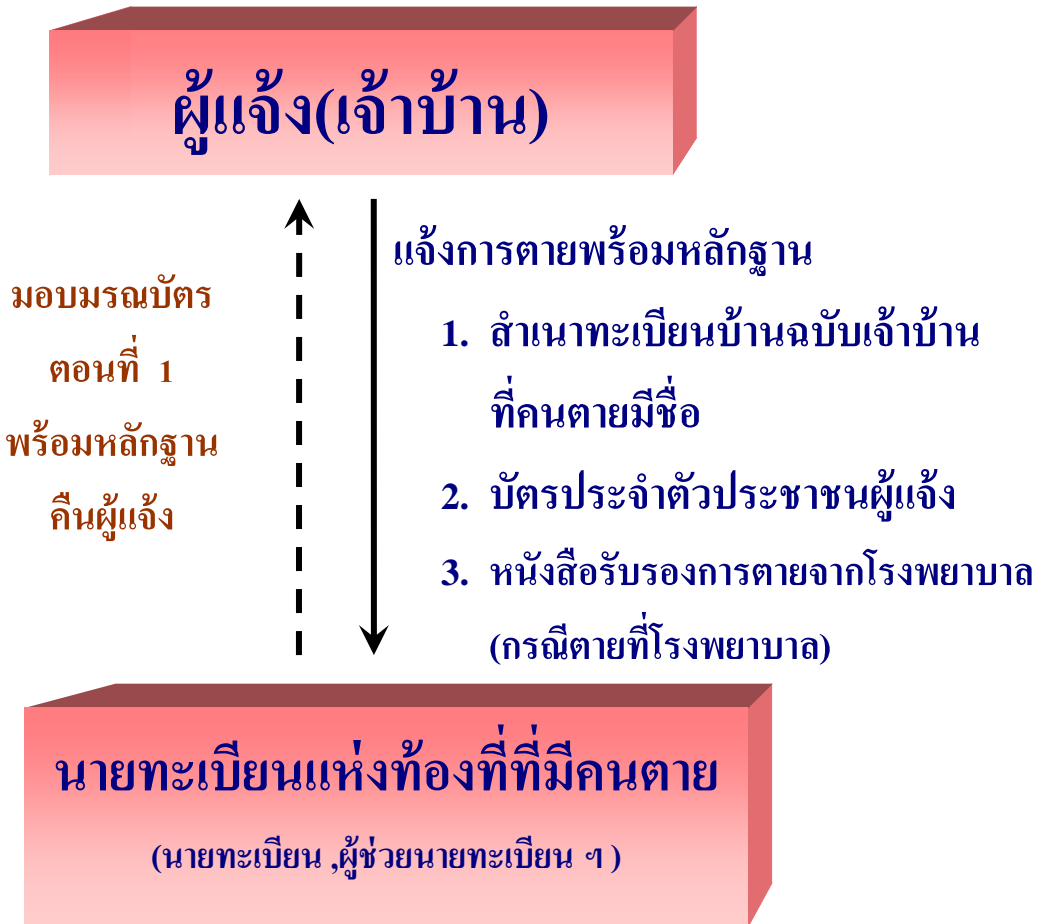 ผู้แจ้ง(เจ้าบ้าน)
แจ้งการตายพร้อมหลักฐาน
1. สำเนาทะเบียนบ้านฉบับเจ้าบ้าน
ที่คนตายมีชื่อ
2. บัตรประจำตัวประชาชนผู้แจ้ง
3. หนังสือรับรองการตายจากโรงพยาบาล
(กรณีตายที่โรงพยาบาล)
มอบมรณบัตร
ตอนที่ 1
พร้อมหลักฐาน
คืนผู้แจ้ง
นายทะเบียนแห่งท้องที่ที่มีคนตาย
(นายทะเบียน ,ผู้ช่วยนายทะเบียน ฯ )